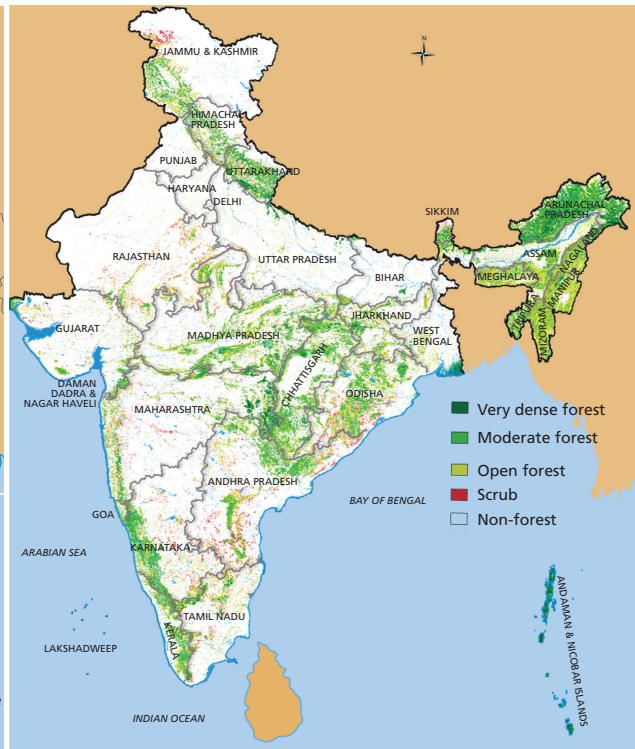 N
JAMMU & KASHMIR
HIMACHAL
PRADESH
PUNJAB
UTTARAKHAND
HARYANA
DELHI
SIKKIM
ARUNACHAL
PRADESH
RAJASTHAN
UTTAR PRADESH
ASSAM
NAGALAND
BIHAR
MEGHALAYA
MANIPUR
GUJARAT
MADHYA PRADESH
JHARKHAND
WEST
BENGAL
TRIPURA
MIZORAM
CHHATTISGARH
DAMAN
DADRA &
NAGAR HAVELI
MAHARASHTRA
ODISHA
Very dense forest
Moderate forest
Open forest
Scrub
Non-forest
ANDHRA PRADESH
BAY OF BENGAL
GOA
ARABIAN SEA
KARNATAKA
ANDAMAN & NICOBAR ISLANDS
TAMIL NADU
KERALA
LAKSHADWEEP
INDIAN OCEAN